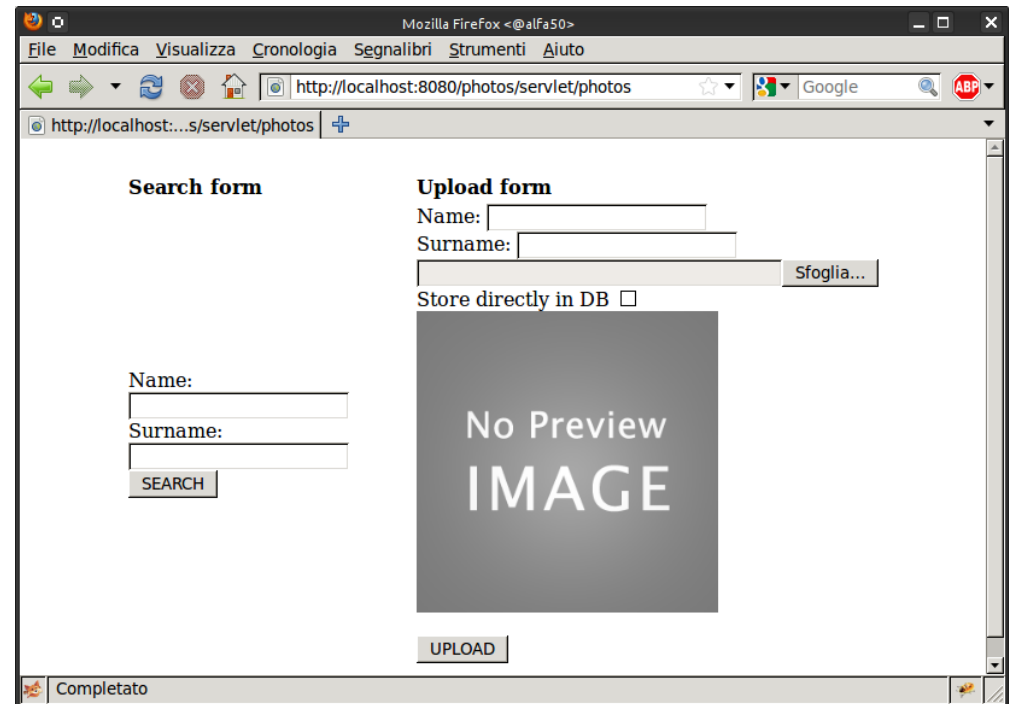 Mozilla Firefox <@alfa50>
File Modifica Visualizza Cronologia Segnalibri Strumenti Aiuto
http://localhost:8080/photos/servlet/photos Google ABP
http://localhost:...s/servlet/photos
Search form
Name:
Surname:
SEARCH
Upload form
Name:
Surname:
Sfoglia...
Store directly in DB
No Preview
IMAGE
UPLOAD
Completato